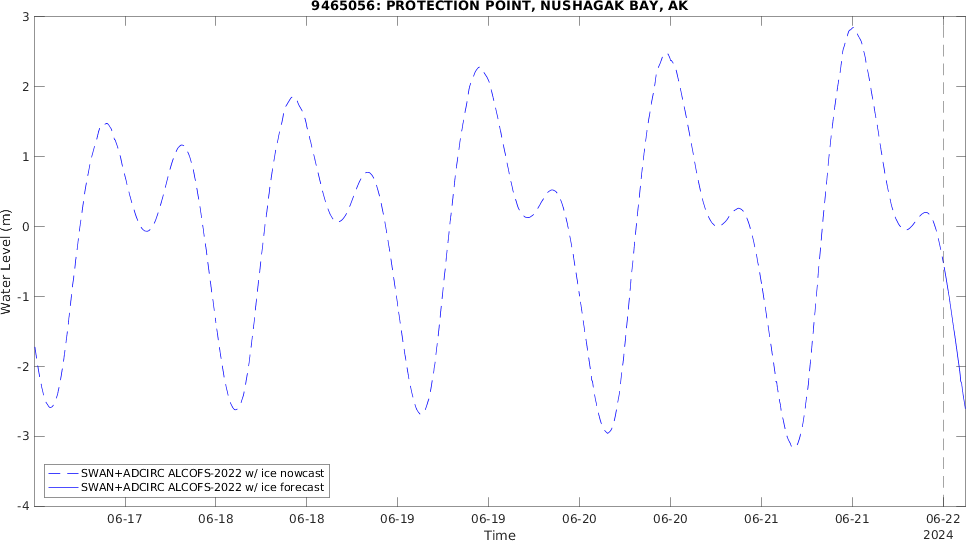 9465056: PROTECTION POINT, NUSHAGAK BAY, AK
3
2
1
0
-1
-2
-3
-4
Water Level (m)
SWAN+ADCIRC ALCOFS-2022 w/ ice nowcast
SWAN+ADCIRC ALCOFS-2022 w/ ice forecast
06-17 06-18 06-18 06-19 06-19 06-20 06-20 06-21 06-21 06-22
2024
Time